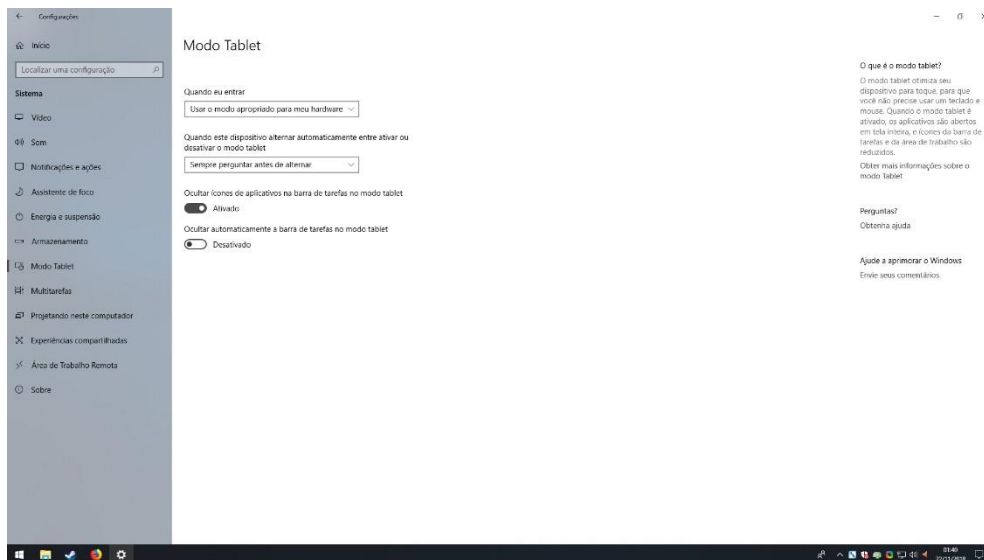 Configurações
Início
Localizar uma configuração
Sistema
Vídeo
Som
Notificações e ações
Assistente de foco
Energia e suspensão
Armazenamento
Modo Tablet
Multitarefas
Projetando neste computador
Experiências compartilhadas
Área de Trabalho Remota
Sobre
Modo Tablet
Quando eu entrar
Usar o modo apropriado para meu hardware
Quando este dispositivo alternar automaticamente entre ativar ou
desativar o modo tablet
Sempre perguntar antes de alternar
Ocultar ícones de aplicativos na barra de tarefas no modo tablet
Ativado
Ocultar automaticamente a barra de tarefas no modo tablet
Desativado
O que é o modo tablet?
O modo tablet otimiza seu
dispositivo para toque, para que
você não precise usar um teclado e
mouse. Quando o modo tablet é
ativado, os aplicativos são abertos
em tela inteira, e ícones da barra de
tarefas e da área de trabalho são
reduzidos.
Obter mais informações sobre o
modo Tablet
Perguntas?
Obtenha ajuda
Ajude a aprimorar o Windows
Envie seus comentários
01:40
22/11/2018